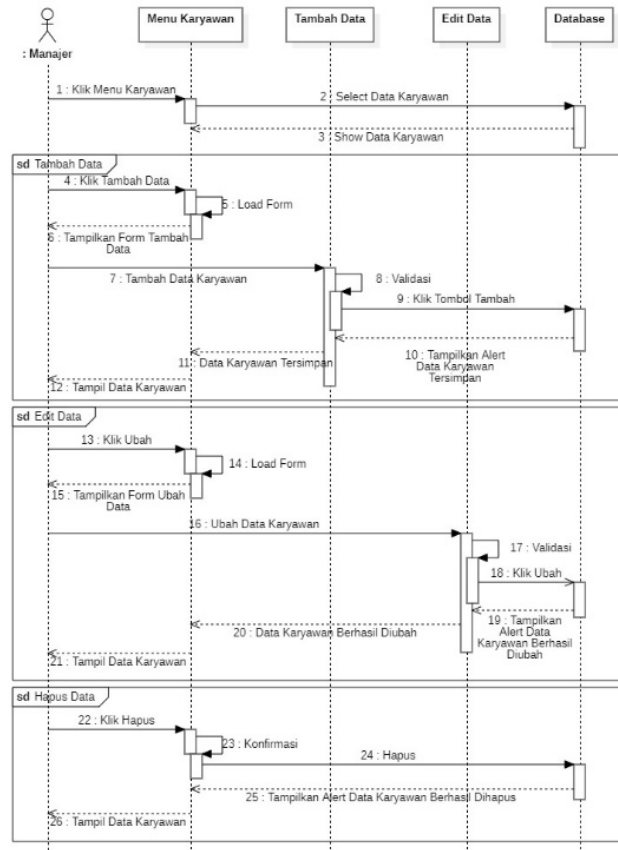 Menu Karyawan
Tambah Data
Edit Data
Database
: Manajer
1 : Klik Menu Karyawan
2 : Select Data Karyawan
3 : Show Data Karyawan
sd Tambah Data
4 : Klik Tambah Data
5 : Load Form
6 : Tampilkan Form Tambah
Data
7 : Tambah Data Karyawan
8 : Validasi
9 : Klik Tombol Tambah
10 : Tampilkan Alert
Data Karyawan
Tersimpan
11 : Data Karyawan Tersimpan
12 : Tampil Data Karyawan
sd Edit Data
13 : Klik Ubah
14 : Load Form
15 : Tampilkan Form Ubah
Data
16 : Ubah Data Karyawan
17 : Validasi
18 : Klik Ubah
19 : Tampilkan
Alert Data
Karyawan Berhasil
Diubah
20 : Data Karyawan Berhasil Diubah
21 : Tampil Data Karyawan
sd Hapus Data
22 : Klik Hapus
23 : Konfirmasi
24 : Hapus
25 : Tampilkan Alert Data Karyawan Berhasil Dihapus
26 : Tampil Data Karyawan